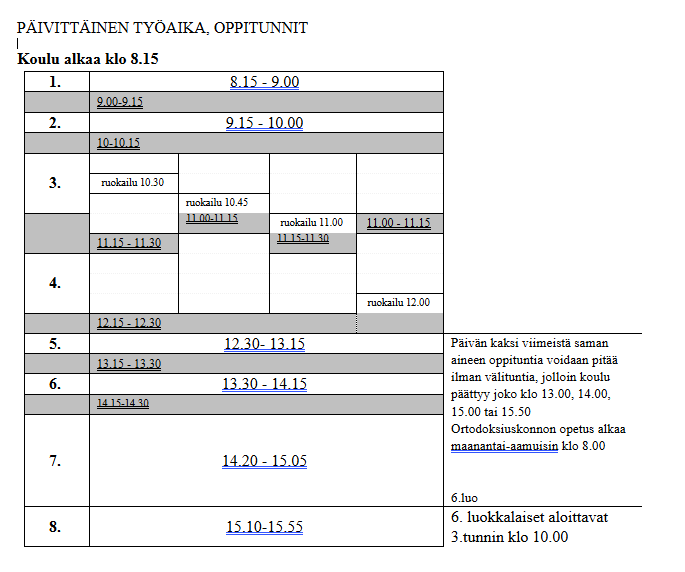 PÄIVITTÄINEN TYÖAIKA, OPPITUNNIT
Koulu alkaa klo 8.15
1. 8.15 - 9.00
9.00-9.15
2. 9.15 - 10.00
10-10.15
3.
ruokailu 10.30
ruokailu 10.45
11.00-11.15
ruokailu 11.00
11.00 - 11.15
11.15 - 11.30
11.15-11.30
4.
ruokailu 12.00
12.15 - 12.30
5. 12.30- 13.15
13.15 - 13.30
6. 13.30 - 14.15
14.15-14.30
7. 14.20 - 15.05
8. 15.10-15.55
Päivän kaksi viimeistä saman
aineen oppituntia voidaan pitää
ilman välituntia, jolloin koulu
päättyy joko klo 13.00, 14.00,
15.00 tai 15.50
Ortodoksiuskonnon opetus alkaa
maanantai-aamuisin klo 8.00
6.luo
6. luokkalaiset aloittavat
3.tunnin klo 10.00